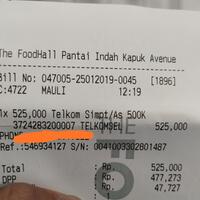 The FoodHall Pantai Indah Kapuk Avenue
Bill No: 047005-25012019-0045 [1896]
C:4722 MAULI 12:19
1x 525,000 Telkom Simpt/As 500K
3724283200007 TELKOMSEL 525,000
PHONE
Ref.:546934127 S/N: 0041003302801487
Total : Rp. 525,000
DPP : Rp. 477,273
: Rp. 47,727